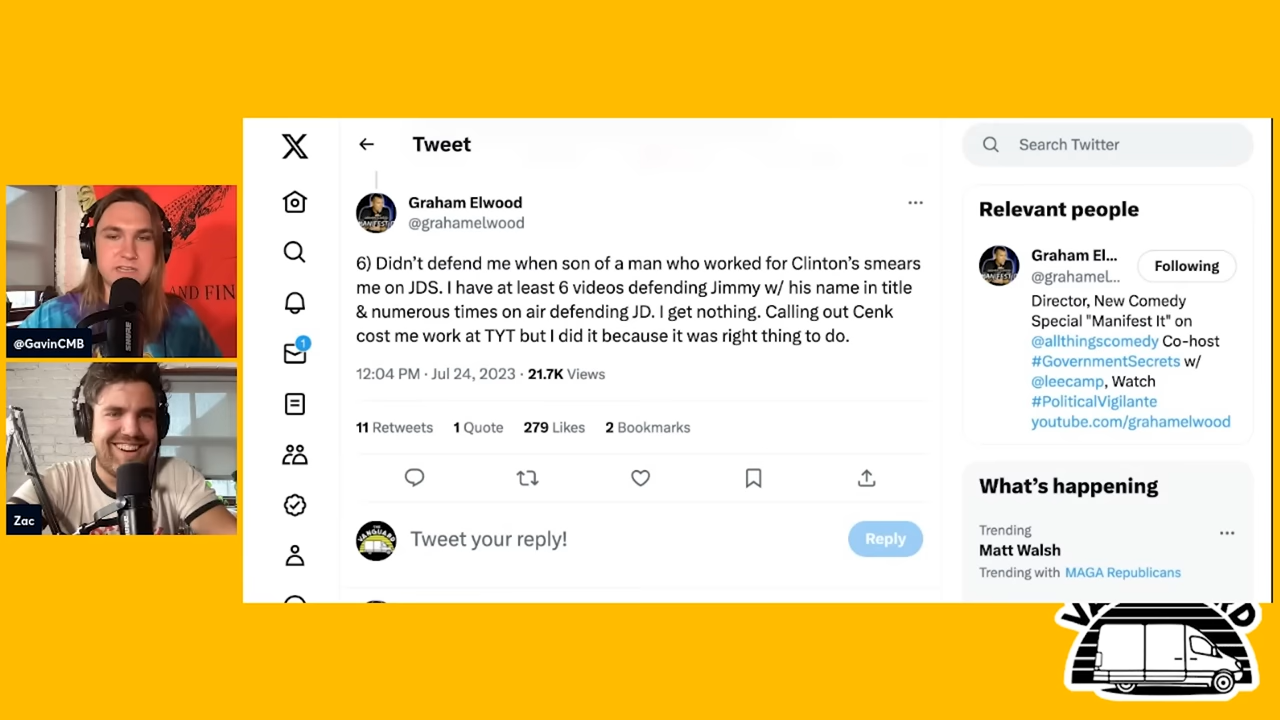 Tweet
Search Twitter
Graham Elwood
@grahamelwood
6) Didn't defend me when son of a man who worked for Clinton's smears
me on JDS. I have at least 6 videos defending Jimmy w/ his name in title
& numerous times on air defending JD. I get nothing. Calling out Cenk
cost me work at TYT but I did it because it was right thing to do.
12:04 PM · Jul 24, 2023 · 21.7K Views
11 Retweets 1 Quote 279 Likes 2 Bookmarks
Tweet your reply!
Reply
Relevant people
Graham El...
@grahamel...
Following
Director, New Comedy
Special "Manifest It" on
@allthingscomedy Co-host
#GovernmentSecrets w/
@leecamp, Watch
#PoliticalVigilante
youtube.com/grahamelwood
What's happening
Trending
Matt Walsh
Trending with MAGA Republicans
1
AND FIN
SHURE
@GavinCMB
Zac
VANGUARD